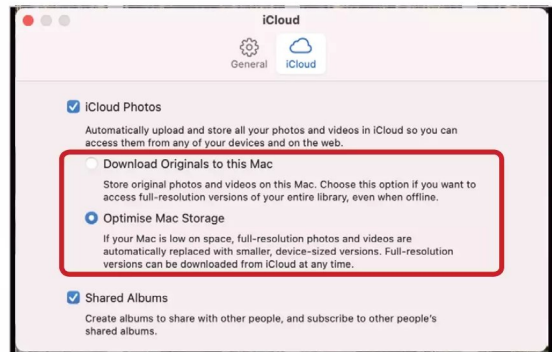 iCloud
General
iCloud
iCloud Photos
Automatically upload and store all your photos and videos in iCloud so you can
access them from any of your devices and on the web.
Download Originals to this Mac
Store original photos and videos on this Mac. Choose this option if you want to
access full-resolution versions of your entire library, even when offline.
Optimise Mac Storage
If your Mac is low on space, full-resolution photos and videos are
automatically replaced with smaller, device-sized versions. Full-resolution
versions can be downloaded from iCloud at any time.
Shared Albums
Create albums to share with other people, and subscribe to other people's
shared albums.